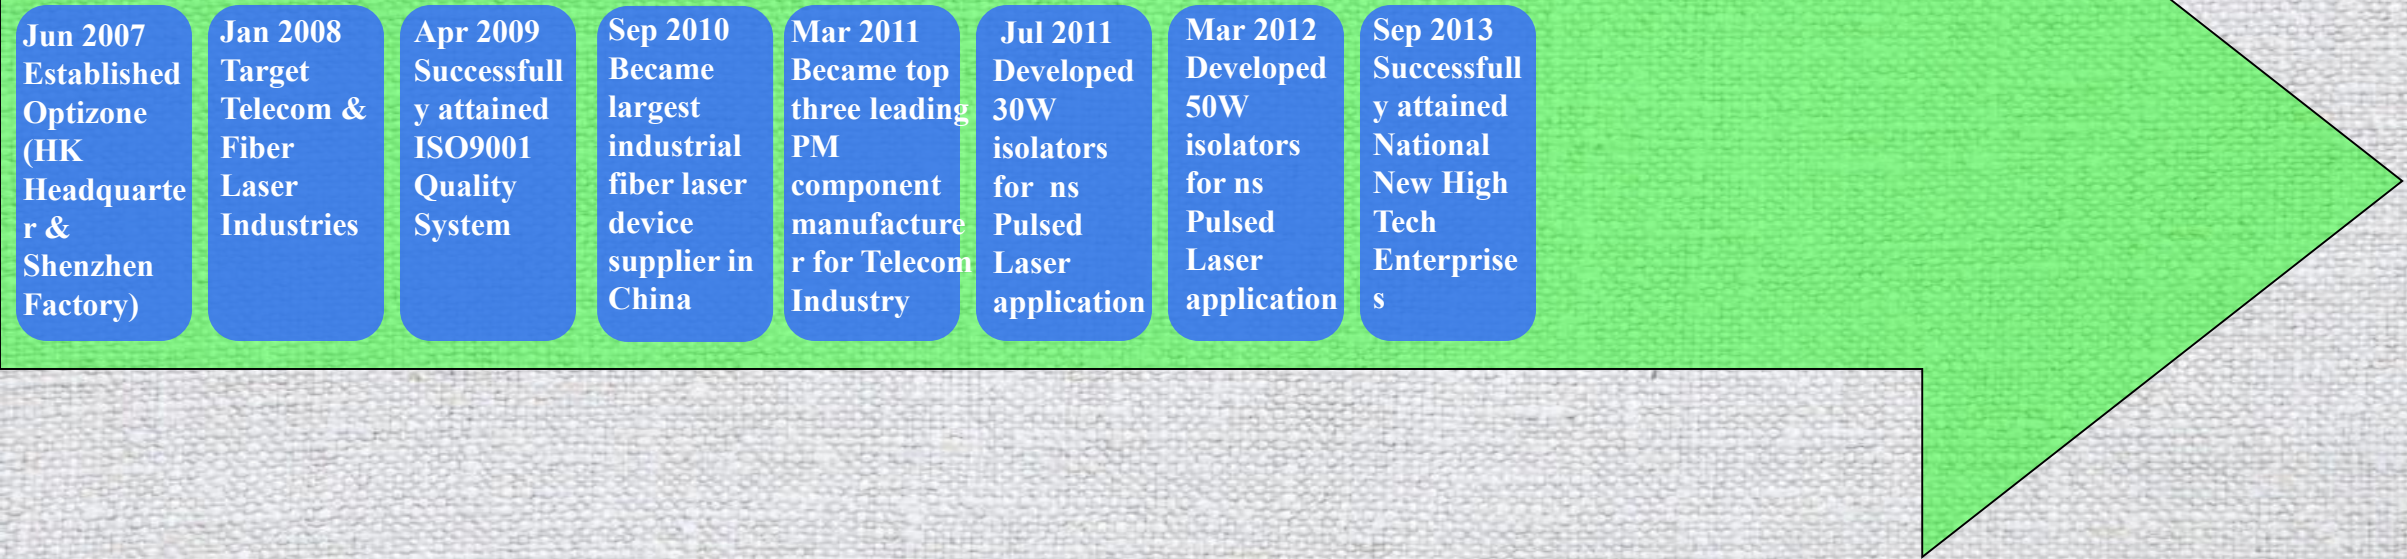 Jun 2007
Established
Optizone
(HK
Headquarte
r &
Shenzhen
Factory)
Jan 2008
Target
Telecom &
Fiber
Laser
Industries
Apr 2009
Successfull
y attained
ISO9001
Quality
System
Sep 2010
Became
largest
industrial
fiber laser
device
supplier in
China
Mar 2011
Became top
three leading
PM
component
manufacture
r for Telecom
Industry
Jul 2011
Developed
30W
isolators
for ns
Pulsed
Laser
application
Mar 2012
Developed
50W
isolators
for ns
Pulsed
Laser
application
Sep 2013
Successfull
y attained
National
New High
Tech
Enterprise
s